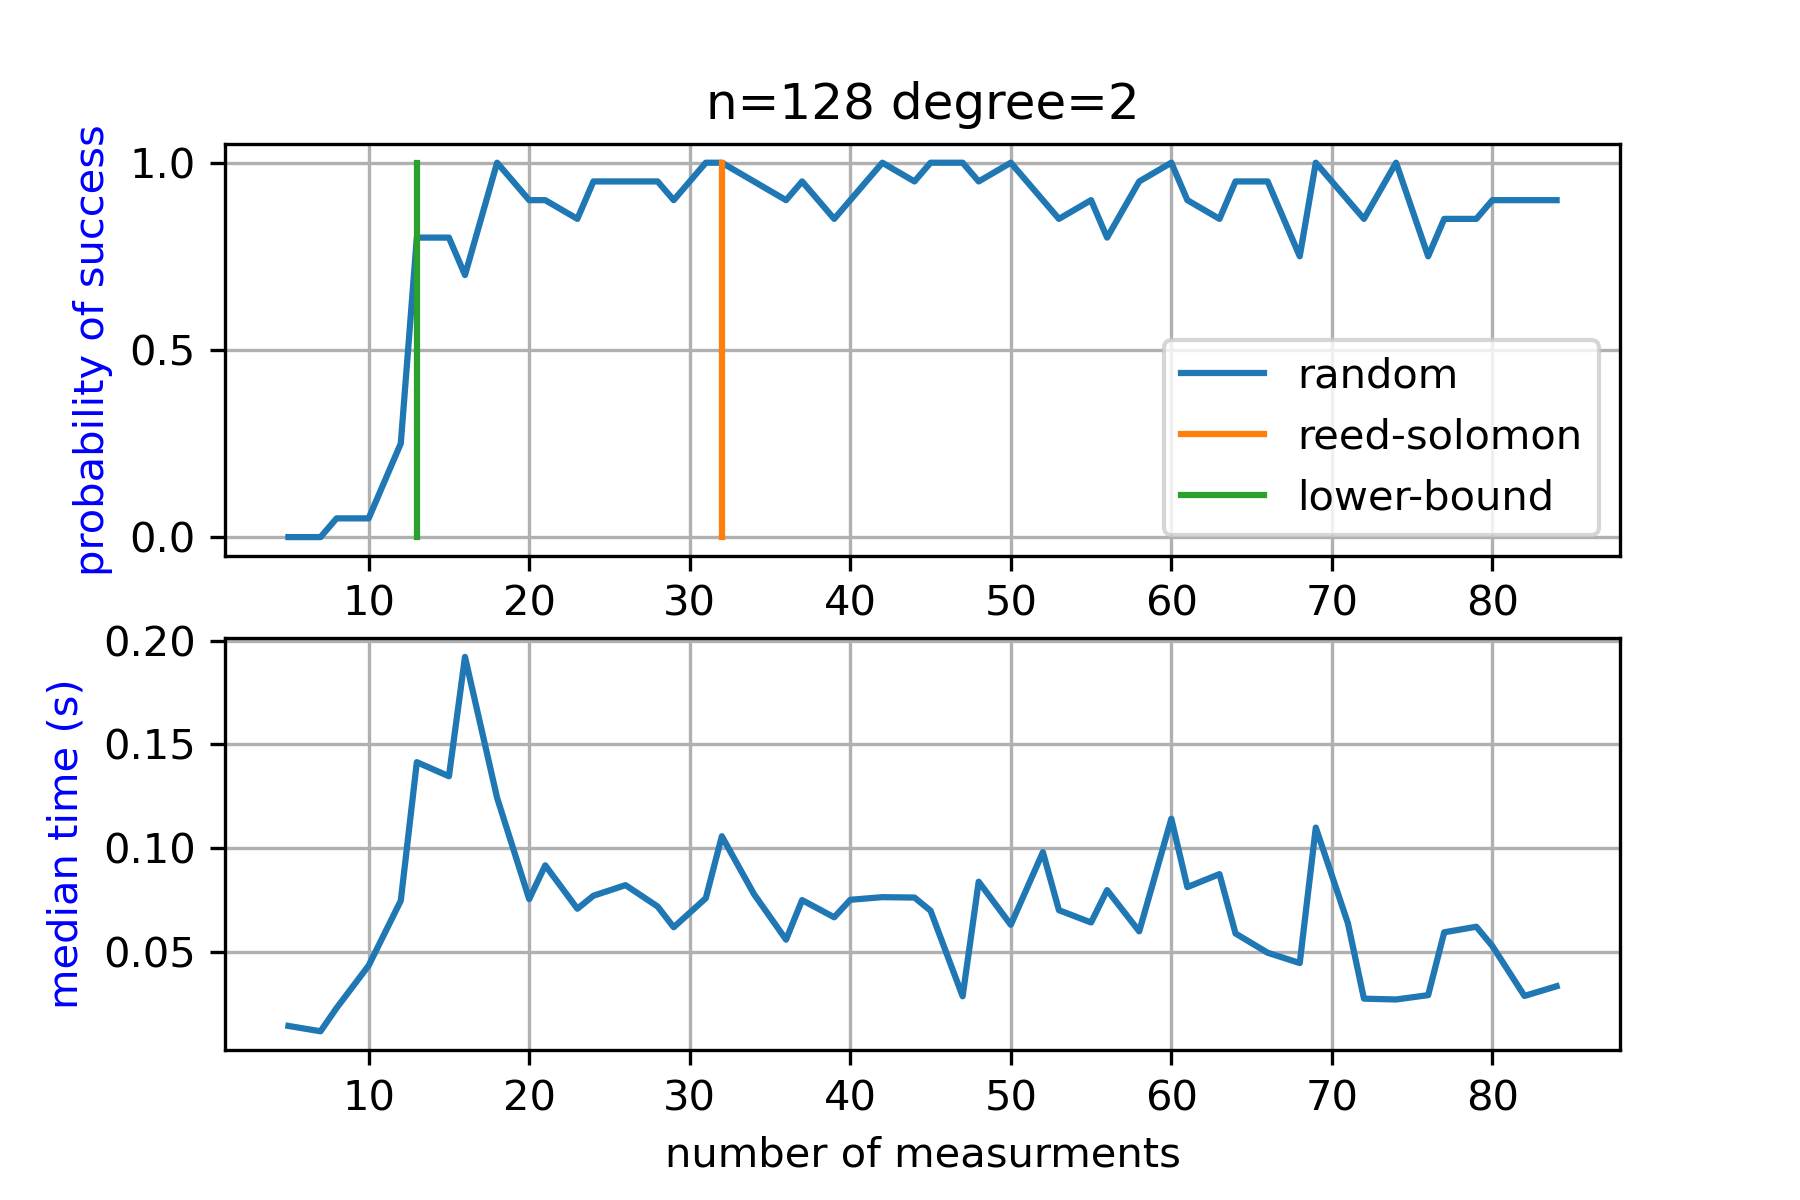 n=128 degree=2
probability of success
1.0
0.5
0.0
random
reed-solomon
lower-bound
10 20 30 40 50 60 70 80
median time (s)
0.20
0.15
0.10
0.05
10 20 30 40 50 60 70 80
number of measurments